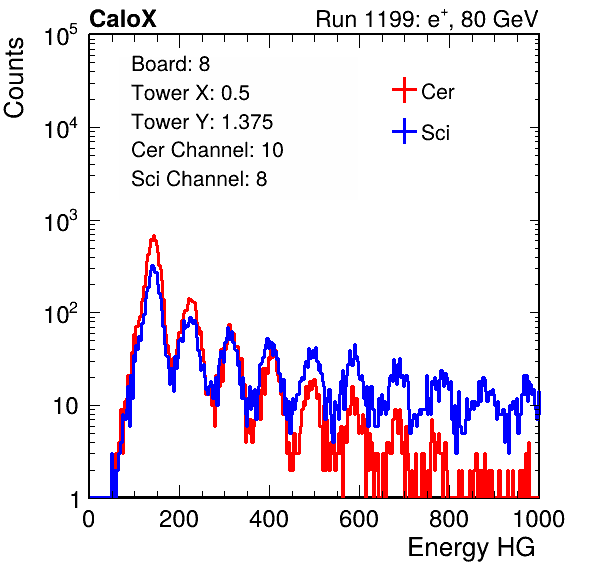 CaloX Run 1199: e⁺, 80 GeV
Board: 8
Tower X: 0.5
Tower Y: 1.375
Cer Channel: 10
Sci Channel: 8
Cer
Sci
Counts
10⁵
10⁴
10³
10²
10
1
0 200 400 600 800 1000
Energy HG